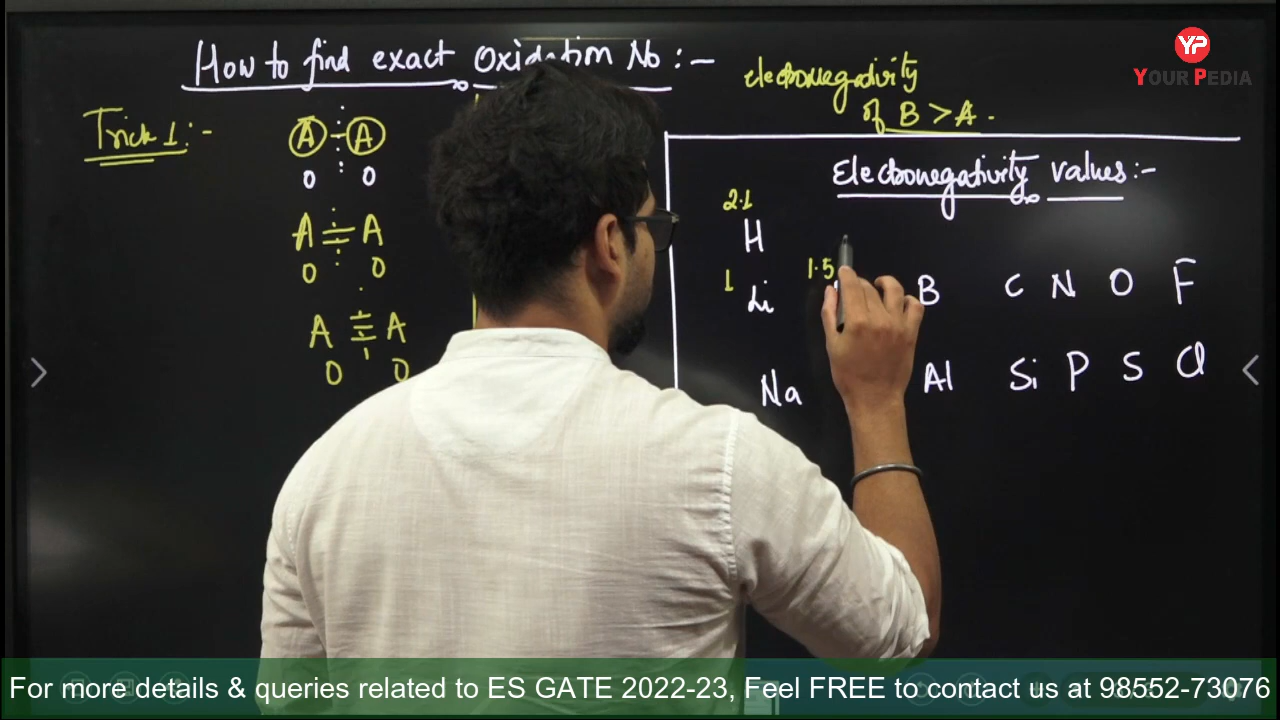 How to find exact Oxidation No :-
YP
YOUR PEDIA
electronegativity
of B > A .
Trick 1 :-
A - A
0 : 0
A = A
0 0
A ≡ A
0 0
Electronegativity values :-
2.1
H
1 1.5
Li B C N O F
Na Al Si P S Cl
For more details & queries related to ES GATE 2022-23, Feel FREE to contact us at 98552-73076